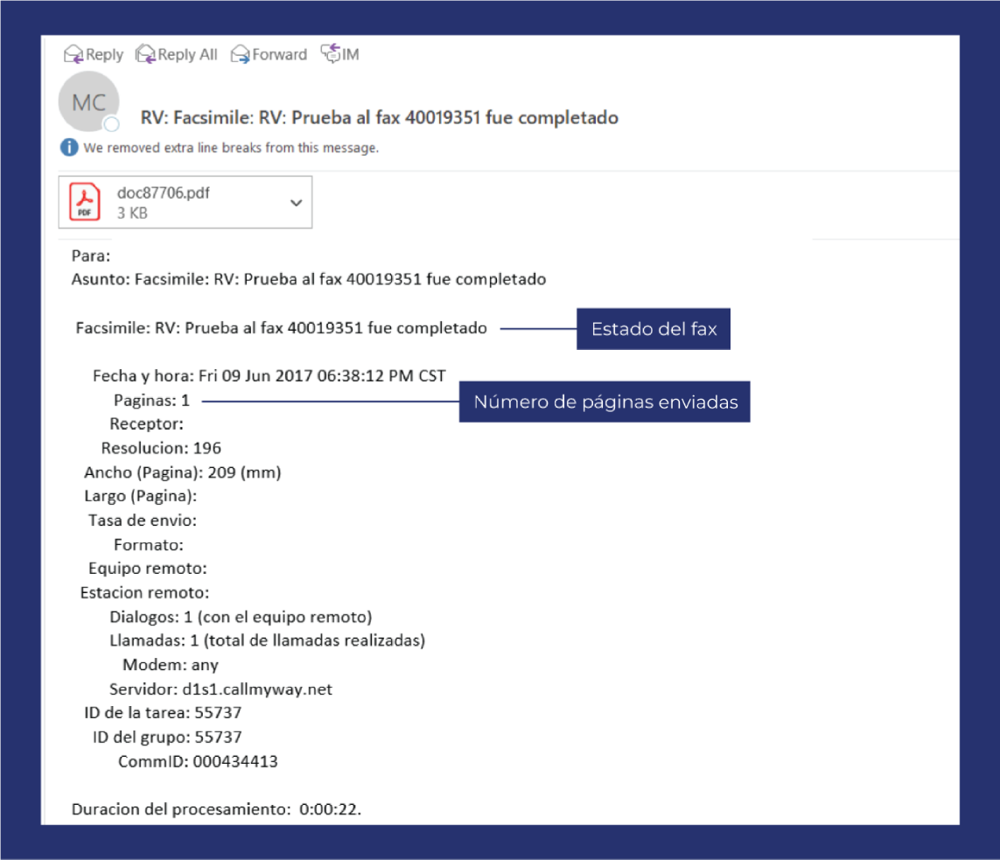 Reply Reply All Forward IM
MC
RV: Facsimile: RV: Prueba al fax 40019351 fue completado
i We removed extra line breaks from this message.
doc87706.pdf
PDF
3 KB
Para:
Asunto: Facsimile: RV: Prueba al fax 40019351 fue completado
Facsimile: RV: Prueba al fax 40019351 fue completado
Estado del fax
Fecha y hora: Fri 09 Jun 2017 06:38:12 PM CST
Paginas: 1
Número de páginas enviadas
Receptor:
Resolucion: 196
Ancho (Pagina): 209 (mm)
Largo (Pagina):
Tasa de envio:
Formato:
Equipo remoto:
Estacion remoto:
Dialogos: 1 (con el equipo remoto)
Llamadas: 1 (total de llamadas realizadas)
Modem: any
Servidor: d1s1.callmyway.net
ID de la tarea: 55737
ID del grupo: 55737
CommID: 000434413
Duracion del procesamiento: 0:00:22.